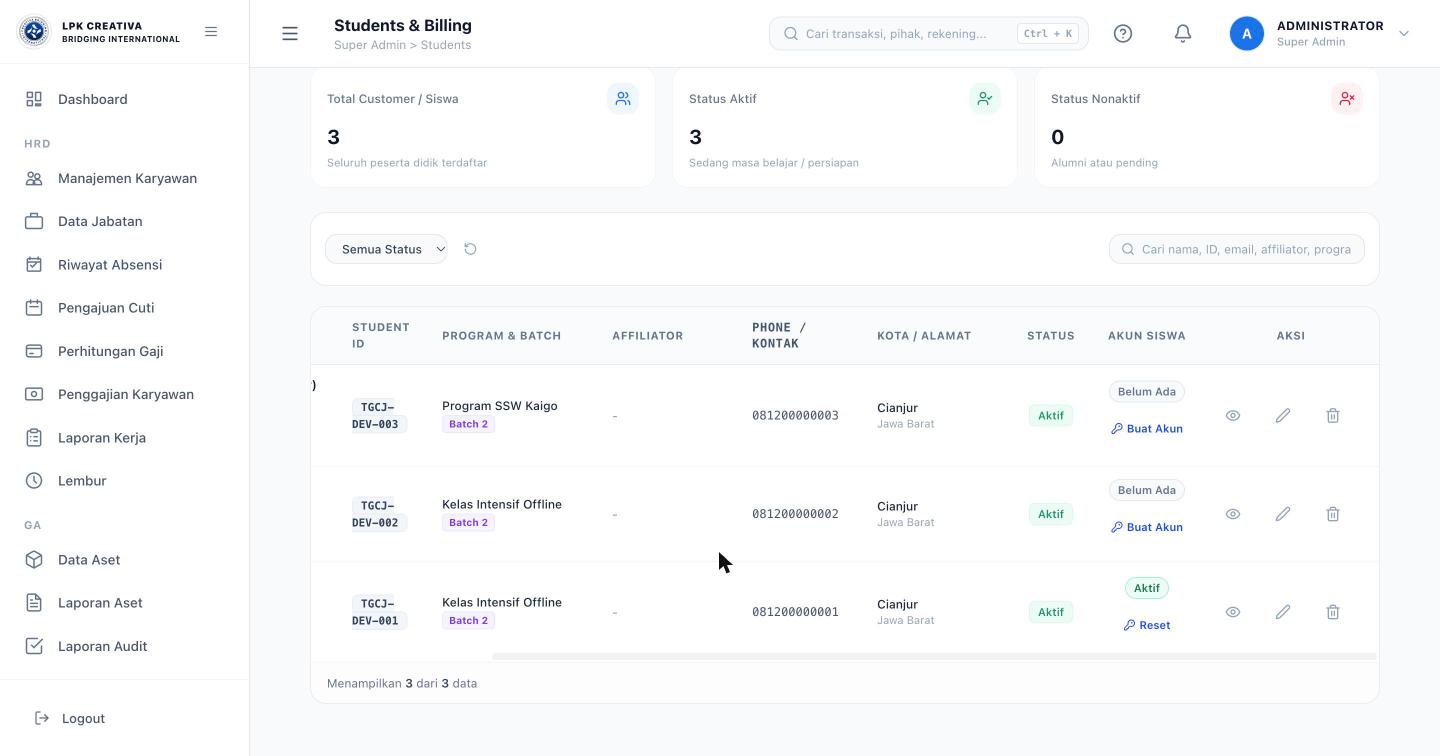 LPK CREATIVA
BRIDGING INTERNATIONAL
Students & Billing
Super Admin > Students
Cari transaksi, pihak, rekening...
Ctrl + K
A
ADMINISTRATOR
Super Admin
Dashboard
HRD
Manajemen Karyawan
Data Jabatan
Riwayat Absensi
Pengajuan Cuti
Perhitungan Gaji
Penggajian Karyawan
Laporan Kerja
Lembur
GA
Data Aset
Laporan Aset
Laporan Audit
Logout
Total Customer / Siswa
3
Seluruh peserta didik terdaftar
Status Aktif
3
Sedang masa belajar / persiapan
Status Nonaktif
0
Alumni atau pending
Semua Status
Cari nama, ID, email, affiliator, progra
STUDENT
ID
PROGRAM & BATCH
AFFILIATOR
PHONE /
KONTAK
KOTA / ALAMAT
STATUS
AKUN SISWA
AKSI
)
TGCJ-
DEV-003
Program SSW Kaigo
Batch 2
-
081200000003
Cianjur
Jawa Barat
Aktif
Belum Ada
Buat Akun
TGCJ-
DEV-002
Kelas Intensif Offline
Batch 2
-
081200000002
Cianjur
Jawa Barat
Aktif
Belum Ada
Buat Akun
TGCJ-
DEV-001
Kelas Intensif Offline
Batch 2
-
081200000001
Cianjur
Jawa Barat
Aktif
Aktif
Reset
Menampilkan 3 dari 3 data